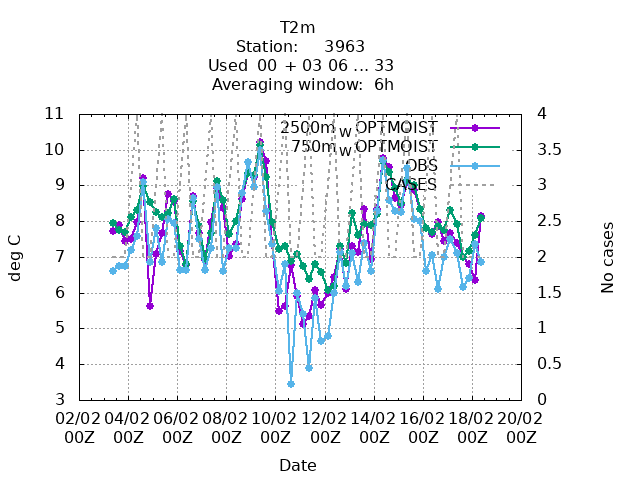 T2m
Station: 3963
Used 00 + 03 06 ... 33
Averaging window: 6h
11 4
10 3.5
9 3
8 2.5
7 2
6 1.5
5 1
4 0.5
3 0
deg C
No cases
2500m_W OPTMOIST
750m_W OPTMOIST
OBS
CASES
02/02 04/02 06/02 08/02 10/02 12/02 14/02 16/02 18/02 20/02
00Z 00Z 00Z 00Z 00Z 00Z 00Z 00Z 00Z 00Z
Date